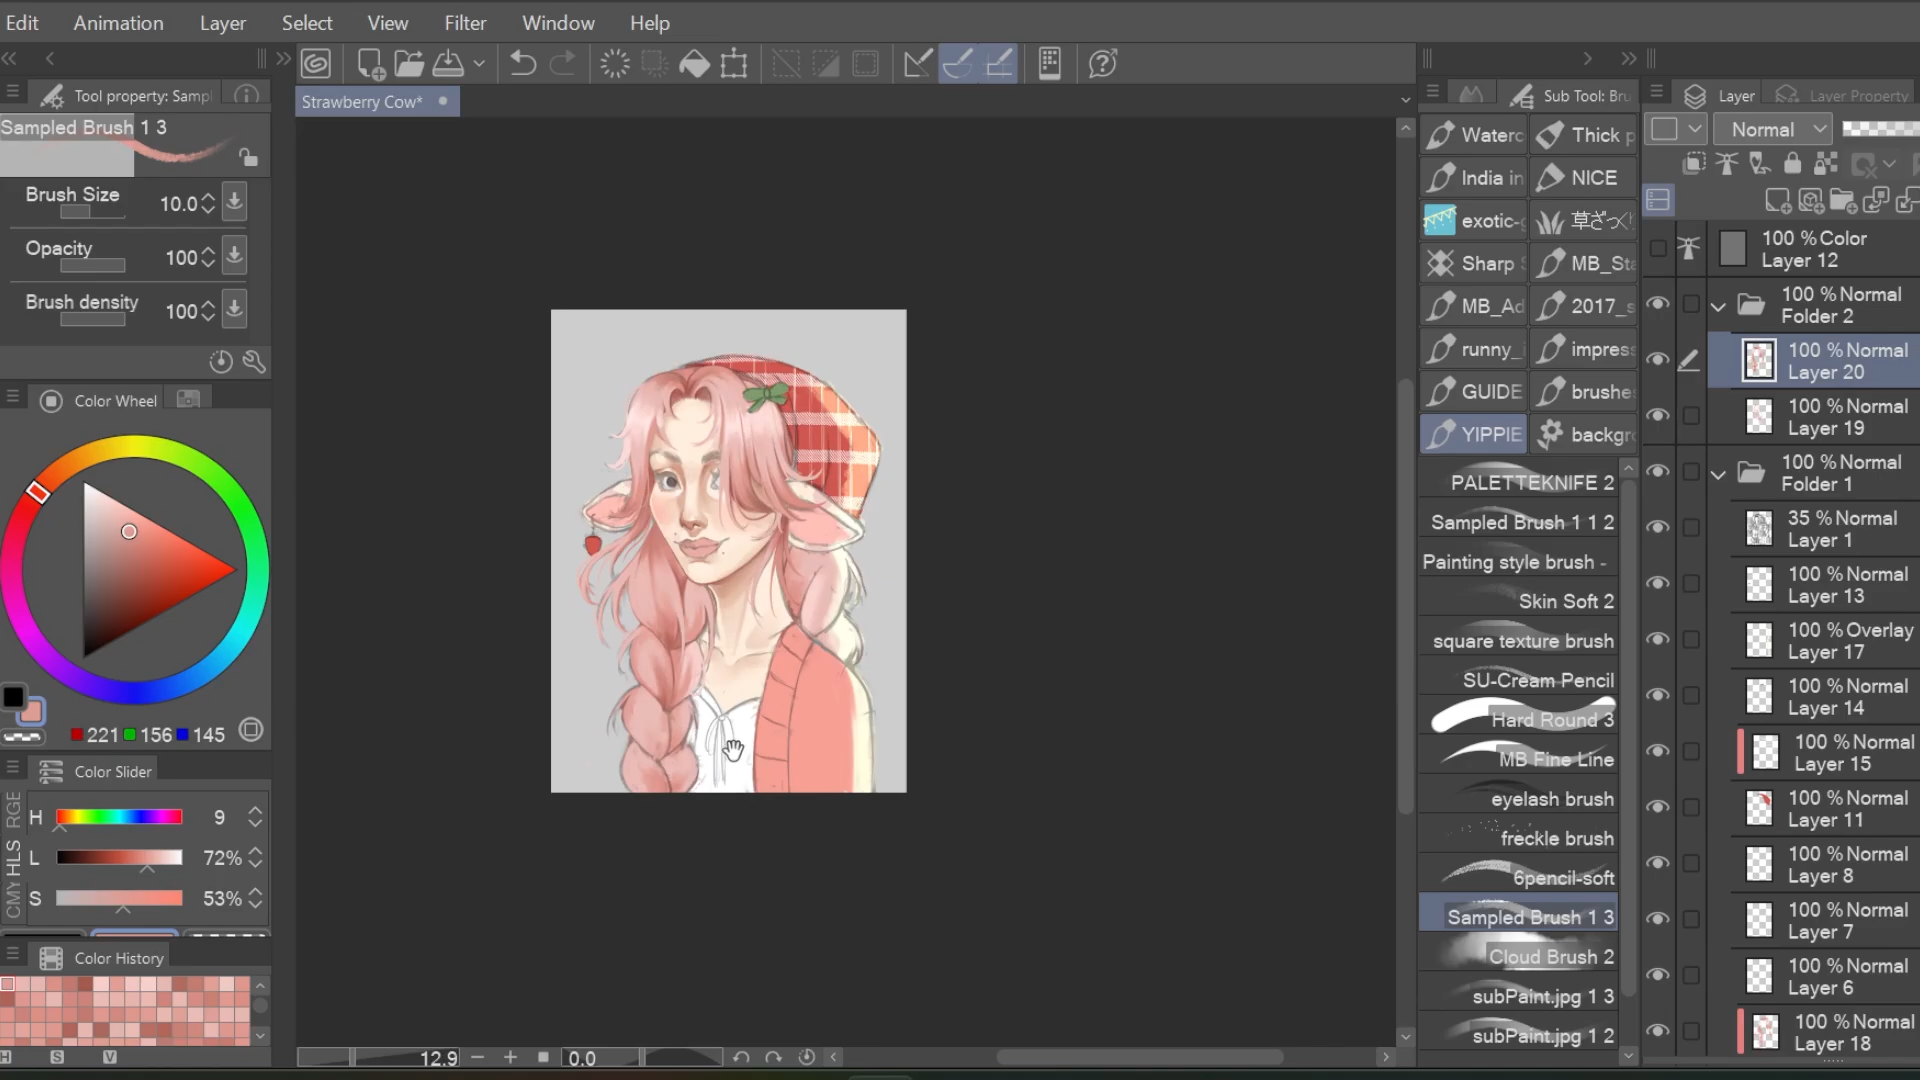 Edit Animation Layer Select View Filter Window Help
Tool property: Sampl
Sampled Brush 1 3
Brush Size 10.0
Opacity 100
Brush density 100
Color Wheel
221 156 145
Color Slider
RGB
HLS
CMY
H 9
L 72%
S 53%
Color History
H S V
Strawberry Cow*
12.9 0.0
Sub Tool: Bru
Waterc Thick p
India in NICE
exotic-
Sharp MB_Sta
MB_Ad 2017_s
runny_ impres
GUIDE brushe
YIPPIE backgr
PALETTEKNIFE 2
Sampled Brush 1 1 2
Painting style brush -
Skin Soft 2
square texture brush
SU-Cream Pencil
Hard Round 3
MB Fine Line
eyelash brush
freckle brush
6pencil-soft
Sampled Brush 1 3
Cloud Brush 2
subPaint.jpg 1 3
subPaint.jpg 1 2
Layer Layer Property
Normal
100 % Color
Layer 12
100 % Normal
Folder 2
100 % Normal
Layer 20
100 % Normal
Layer 19
100 % Normal
Folder 1
35 % Normal
Layer 1
100 % Normal
Layer 13
100 % Overlay
Layer 17
100 % Normal
Layer 14
100 % Normal
Layer 15
100 % Normal
Layer 11
100 % Normal
Layer 8
100 % Normal
Layer 7
100 % Normal
Layer 6
100 % Normal
Layer 18